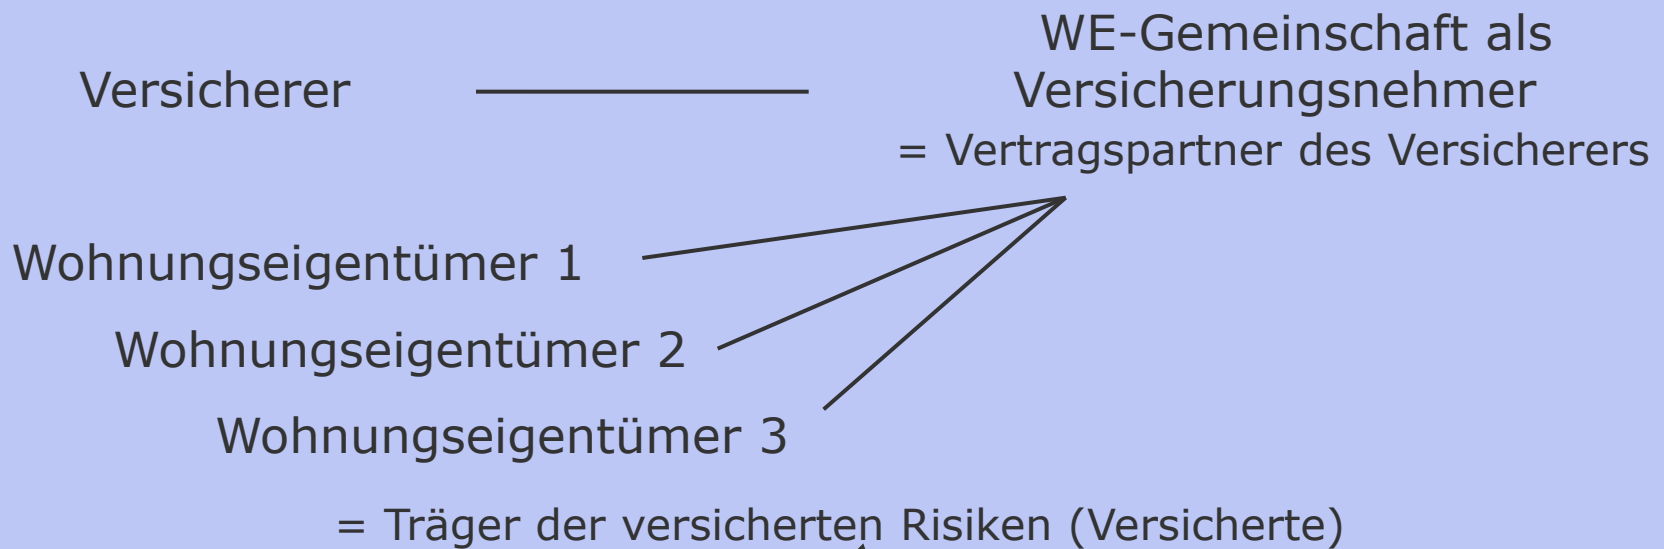 WE-Gemeinschaft als
Versicherer
Versicherungsnehmer
= Vertragspartner des Versicherers
Wohnungseigentümer 1
Wohnungseigentümer 2
Wohnungseigentümer 3
= Träger der versicherten Risiken (Versicherte)